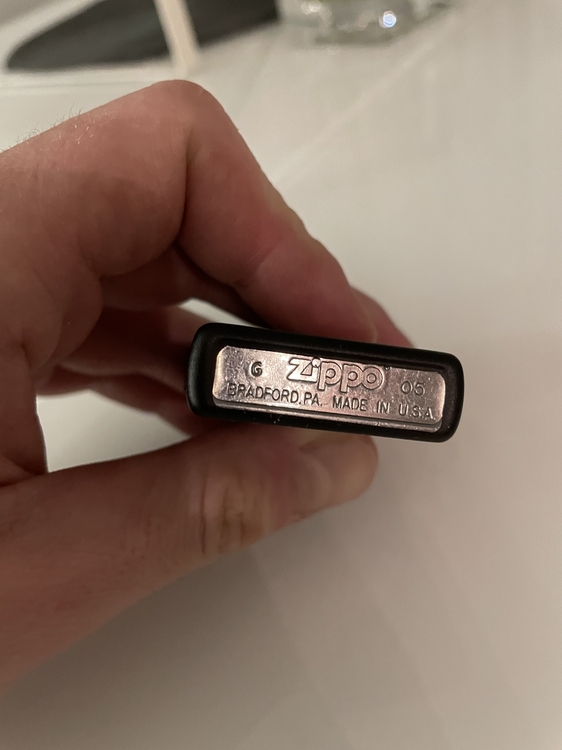 G Zippo 05
BRADFORD, PA. MADE IN U.S.A.